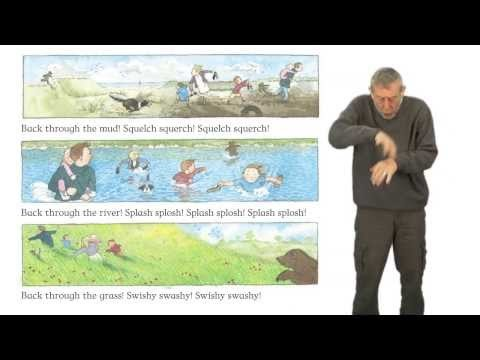 Back through the mud! Squelch squerch! Squelch squerch!
Back through the river! Splash splosh! Splash splosh! Splash splosh!
Back through the grass! Swishy swashy! Swishy swashy!